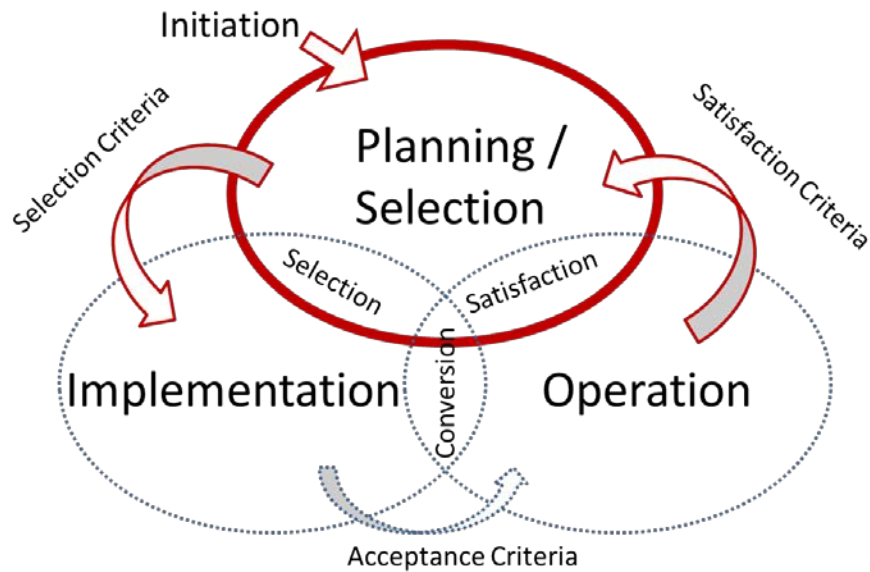 Initiation
Selection Criteria
Satisfaction Criteria
Planning /
Selection
Selection
Satisfaction
Conversion
Implementation
Operation
Acceptance Criteria